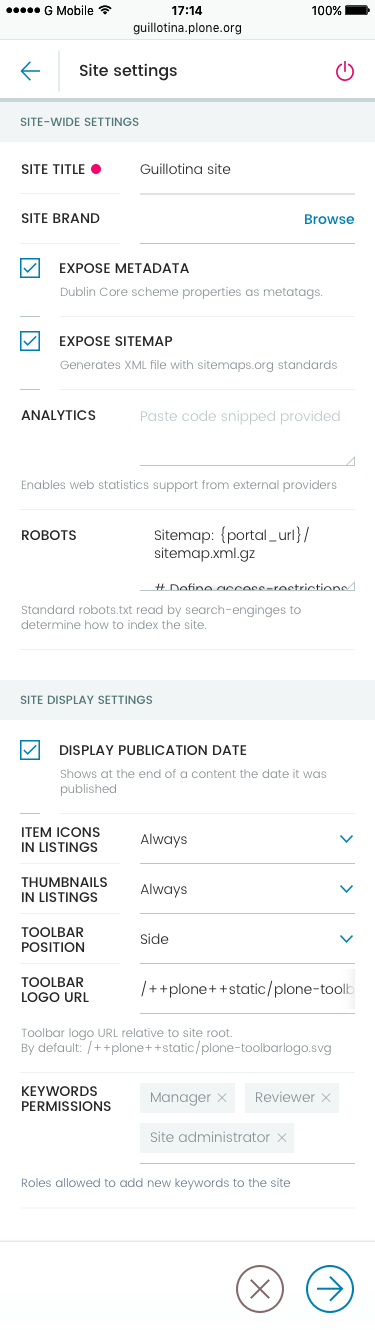 G Mobile 17:14 100%
guillotina.plone.org
Site settings
SITE-WIDE SETTINGS
SITE TITLE Guillotina site
SITE BRAND Browse
EXPOSE METADATA
Dublin Core scheme properties as metatags.
EXPOSE SITEMAP
Generates XML file with sitemaps.org standards
ANALYTICS Paste code snipped provided
Enables web statistics support from external providers
ROBOTS Sitemap: {portal_url}/
sitemap.xml.gz
# Define access-restrictions
Standard robots.txt read by search-enginges to
determine how to index the site.
SITE DISPLAY SETTINGS
DISPLAY PUBLICATION DATE
Shows at the end of a content the date it was
published
ITEM ICONS
IN LISTINGS
Always
THUMBNAILS
IN LISTINGS
Always
TOOLBAR
POSITION
Side
TOOLBAR
LOGO URL
/++plone++static/plone-toolb
Toolbar logo URL relative to site root.
By default: /++plone++static/plone-toolbarlogo.svg
KEYWORDS
PERMISSIONS
Manager × Reviewer ×
Site administrator ×
Roles allowed to add new keywords to the site